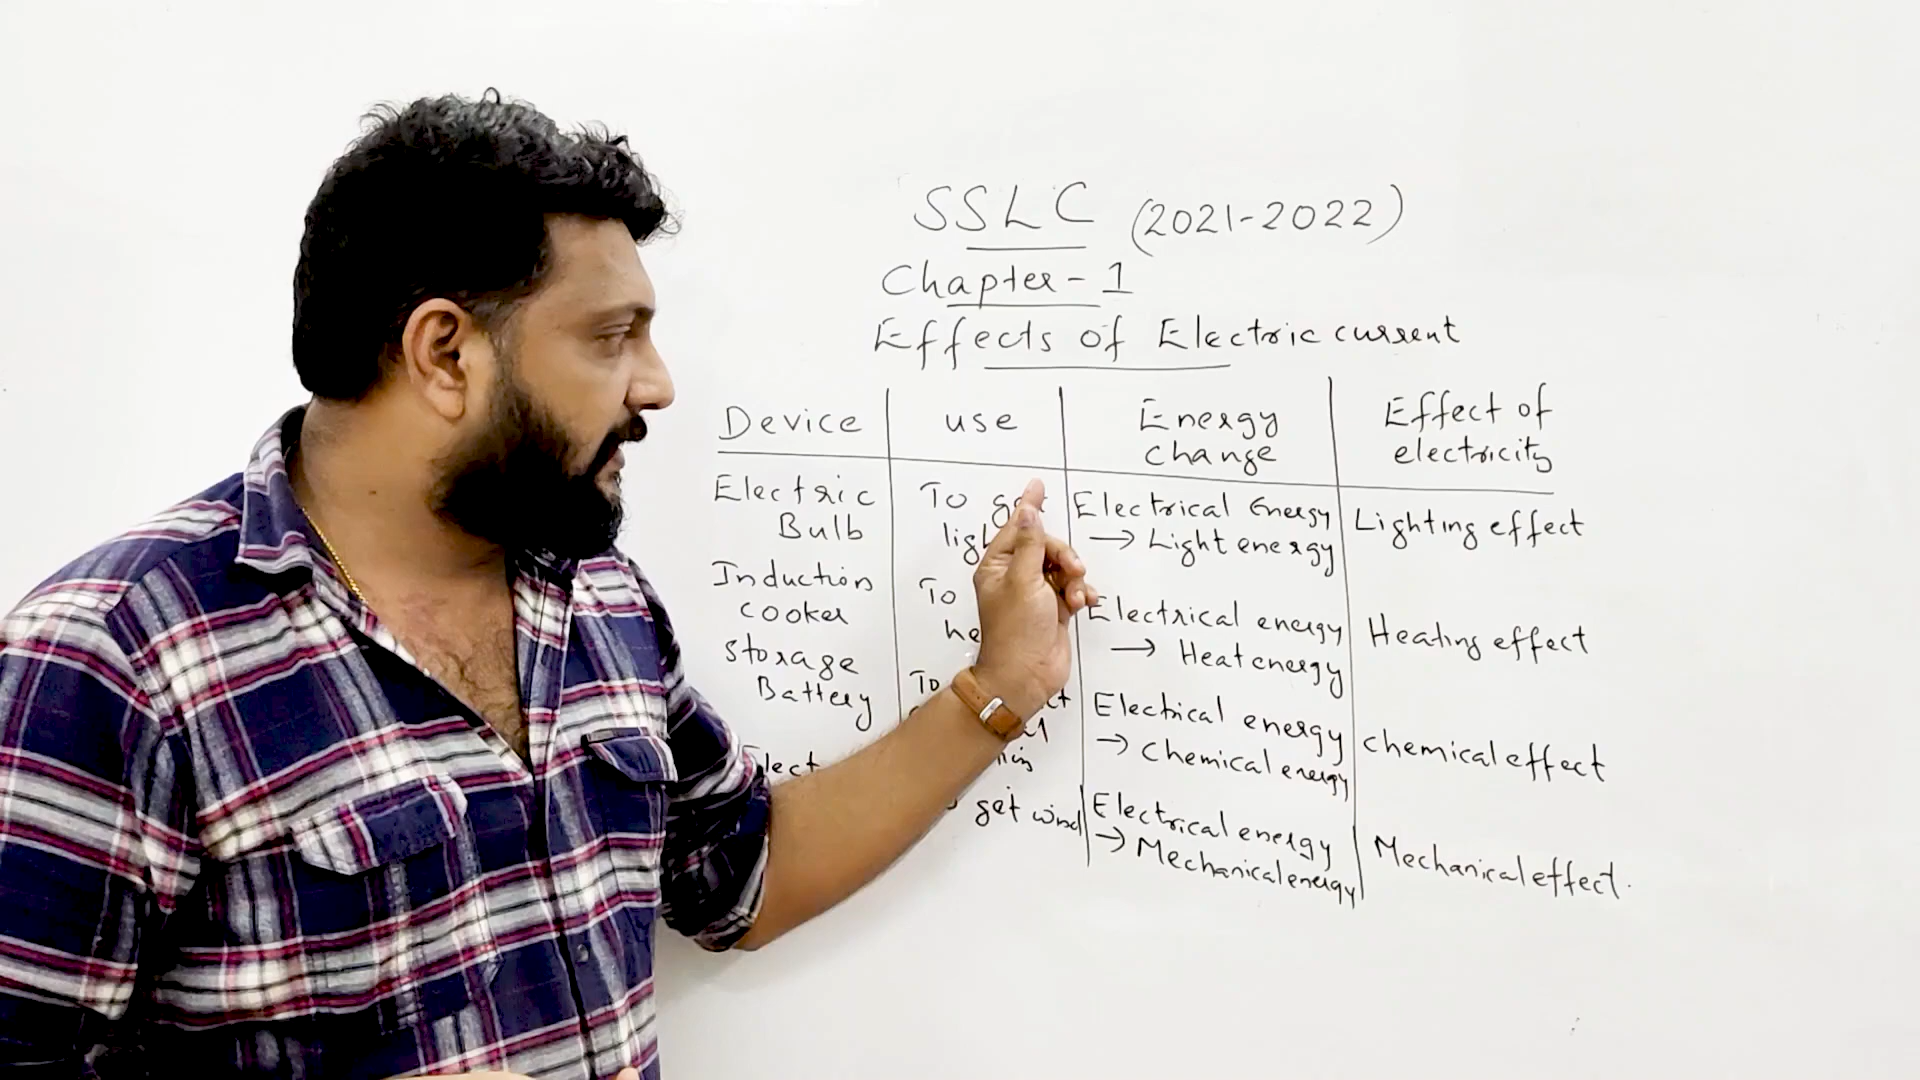 SSLC (2021-2022)
Chapter-1
Effects of Electric current
Device use Energy change Effect of electricity
Electric Bulb To light Electrical Energy → Light energy Lighting effect
Induction cooker To Electrical energy → Heat energy Heating effect
Storage Battery To Electrical energy → Chemical energy Chemical effect
get wind Electrical energy → Mechanical energy Mechanical effect.